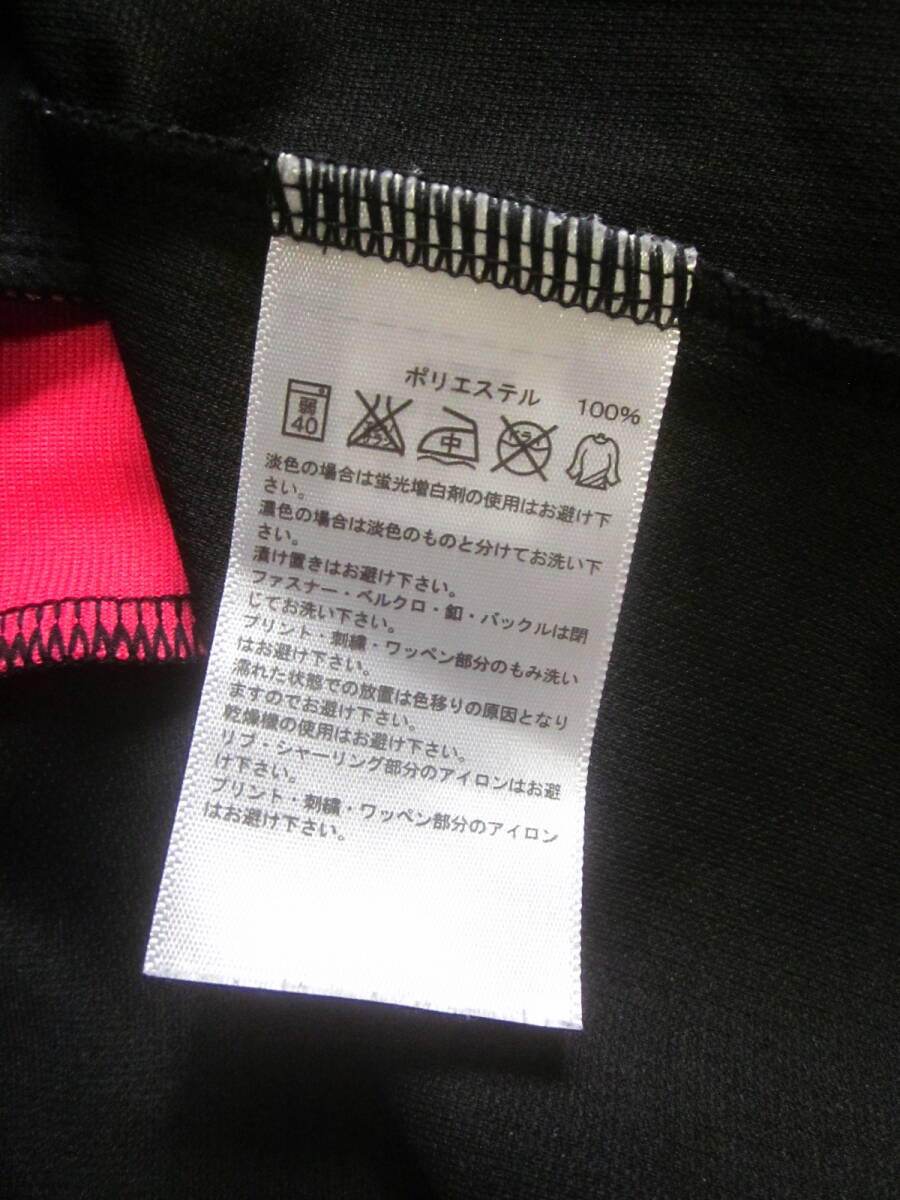 ポリエステル 100%
弱
40
中
ドライ
淡色の場合は蛍光増白剤の使用はお避け下
さい。
濃色の場合は淡色のものと分けてお洗い下
さい。
漬け置きはお避け下さい。
ファスナー・ベルクロ・釦・バックルは閉
じてお洗い下さい。
プリント・刺繍・ワッペン部分のもみ洗い
はお避け下さい。
濡れた状態での放置は色移りの原因となり
ますのでお避け下さい。
乾燥機の使用はお避け下さい。
リブ・シャーリング部分のアイロンはお避
け下さい。
プリント・刺繍・ワッペン部分のアイロン
はお避け下さい。